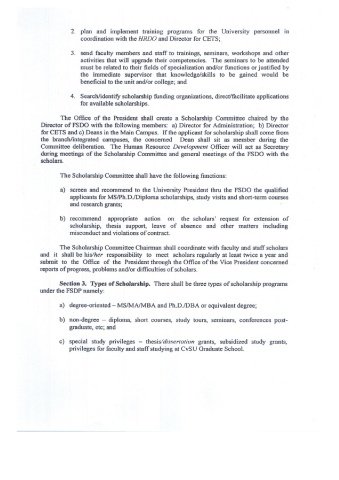 2. plan and implement training programs for the University personnel in
coordination with the HRDO and Director for CETS;
3. send faculty members and staff to trainings, seminars, workshops and other
activities that will upgrade their competencies. The seminars to be attended
must be related to their fields of specialization and/or functions or justified by
the immediate supervisor that knowledge/skills to be gained would be
beneficial to the unit and/or college; and
4. Search/identify scholarship funding organizations, direct/facilitate applications
for available scholarships.
The Office of the President shall create a Scholarship Committee chaired by the
Director of FSDO with the following members: a) Director for Administration; b) Director
for CETS and c) Deans in the Main Campus. If the applicant for scholarship shall come from
the branch/integrated campuses, the concerned Dean shall sit as member during the
Committee deliberation. The Human Resource Development Officer will act as Secretary
during meetings of the Scholarship Committee and general meetings of the FSDO with the
scholars.
The Scholarship Committee shall have the following functions:
a) screen and recommend to the University President thru the FSDO the qualified
applicants for MS/Ph.D./Diploma scholarships, study visits and short-term courses
and research grants;
b) recommend appropriate action on the scholars' request for extension of
scholarship, thesis support, leave of absence and other matters including
misconduct and violations of contract.
The Scholarship Committee Chairman shall coordinate with faculty and staff scholars
and it shall be his/her responsibility to meet scholars regularly at least twice a year and
submit to the Office of the President through the Office of the Vice President concerned
reports of progress, problems and/or difficulties of scholars.
Section 3. Types of Scholarship. There shall be three types of scholarship programs
under the FSDP namely:
a) degree-oriented – MS/MA/MBA and Ph.D./DBA or equivalent degree;
b) non-degree – diploma, short courses, study tours, seminars, conferences post-
graduate, etc; and
c) special study privileges – thesis/dissertation grants, subsidized study grants,
privileges for faculty and staff studying at CvSU Graduate School.